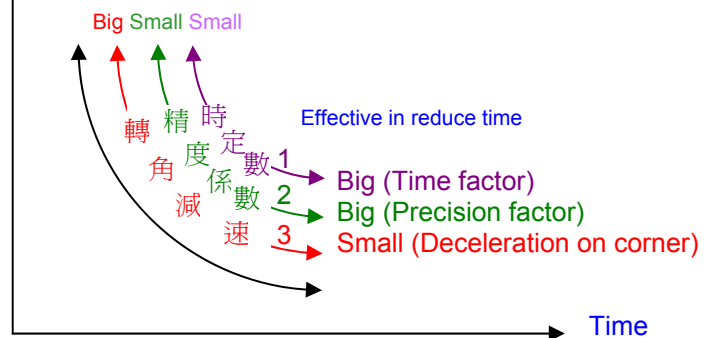 Big Small Small
Effective in reduce time
時定數
精度係數
轉角減速
1
Big (Time factor)
2
Big (Precision factor)
3
Small (Deceleration on corner)
Time